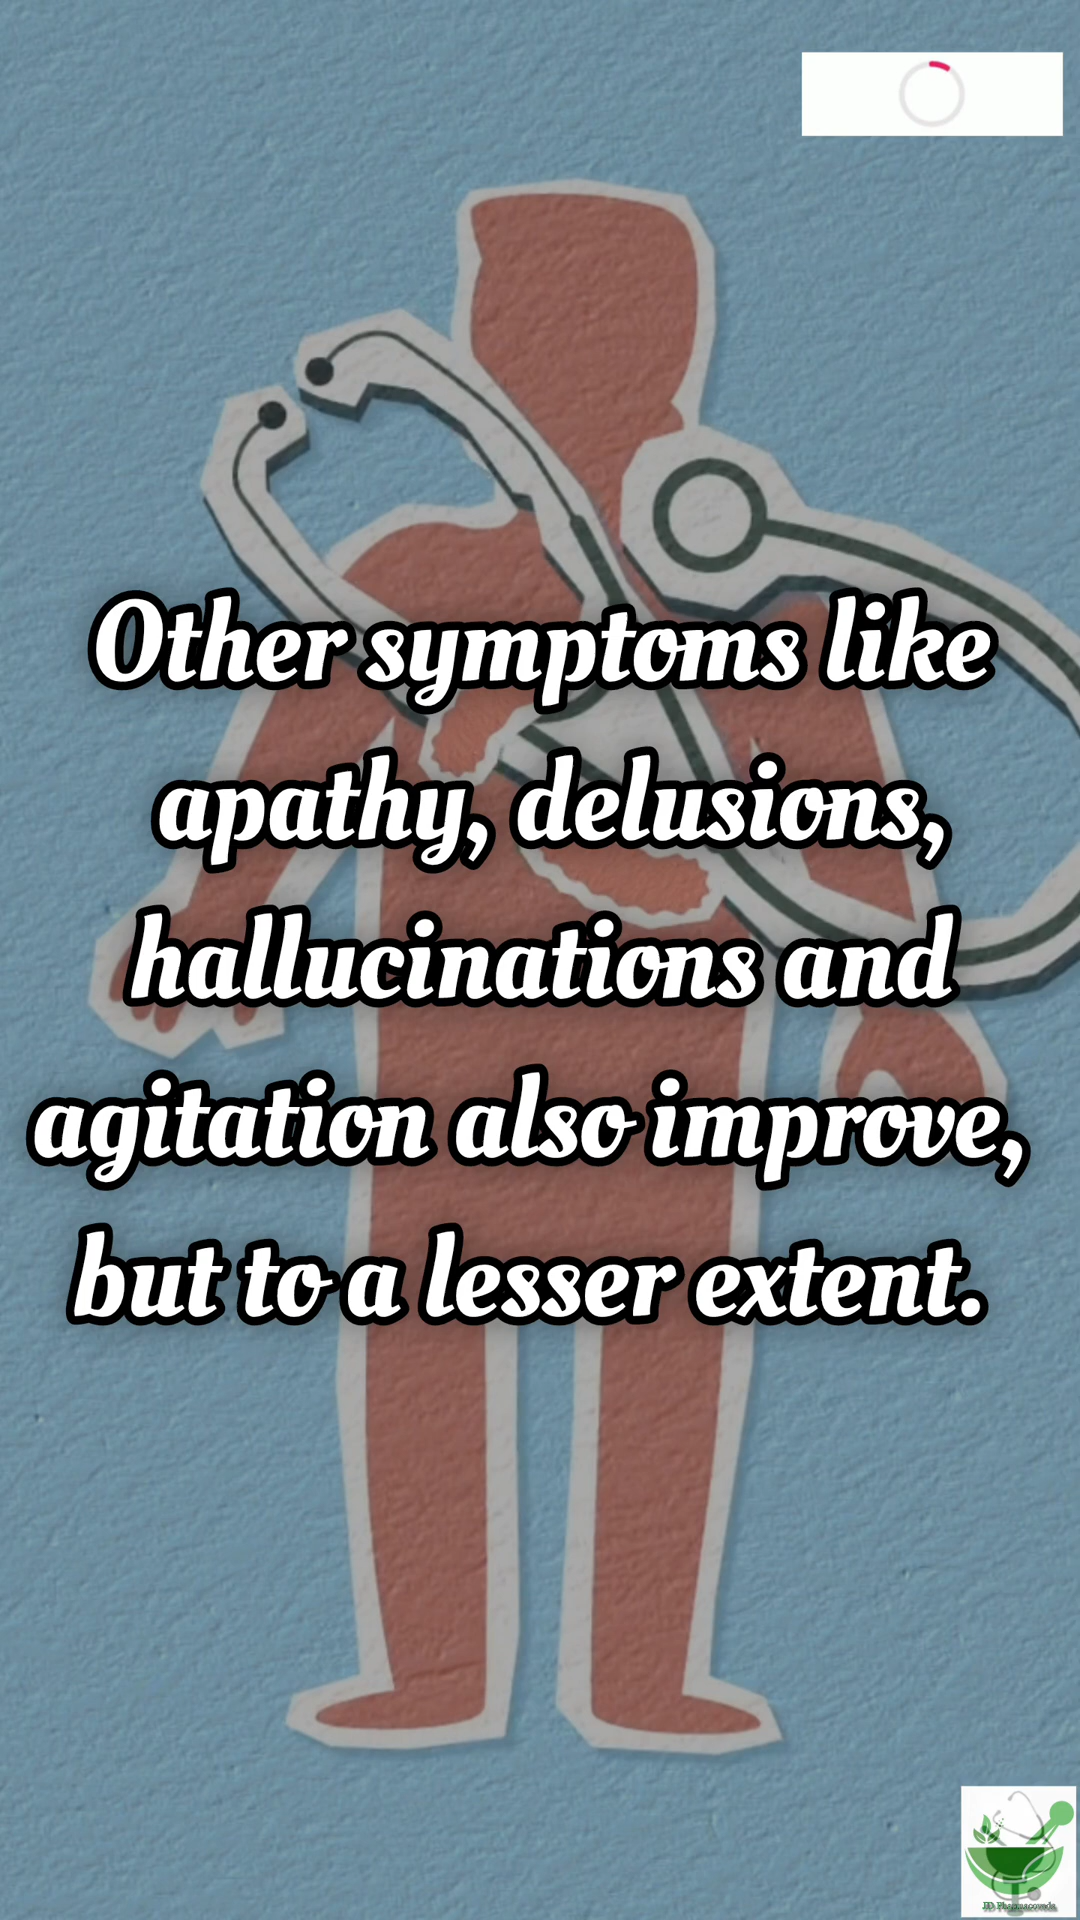 Other symptoms like
apathy, delusions,
hallucinations and
agitation also improve,
but to a lesser extent.